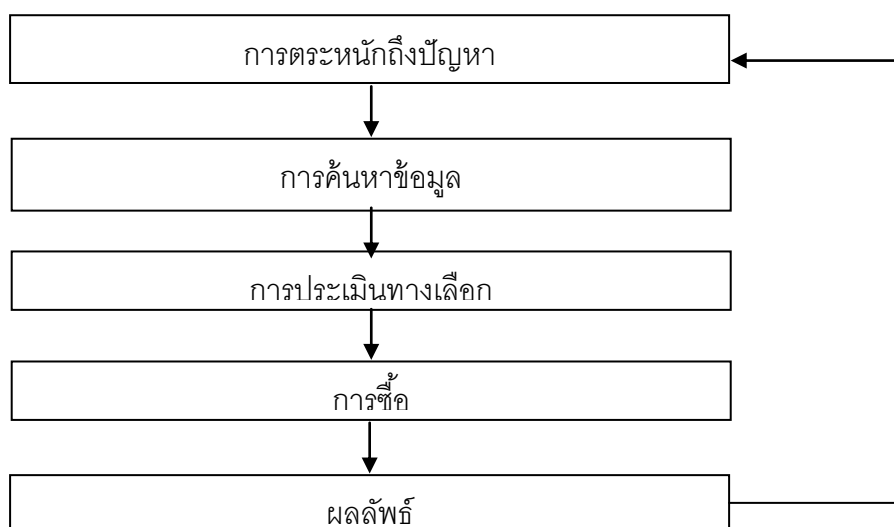 การตระหนักถึงปัญหา
การค้นหาข้อมูล
การประเมินทางเลือก
การซื้อ
ผลลัพธ์